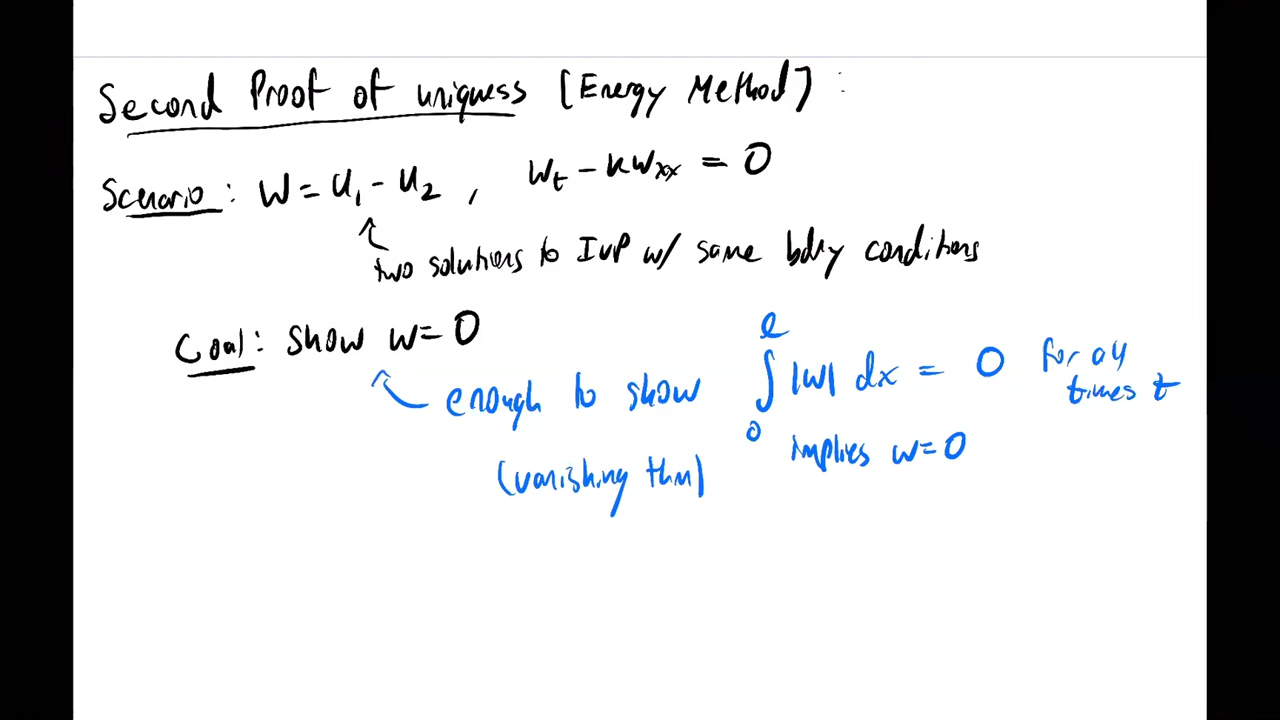 Second Proof of uniquess [Energy Method] :
Scenario : W = U₁ - U₂ , Wₜ - kWₓₓ = 0
two solutions to IVP w/ same bdry conditions
Goal : show w = 0
enough to show ∫₀ˡ |w| dx = 0 for all times t
(vanishing thm) implies w = 0